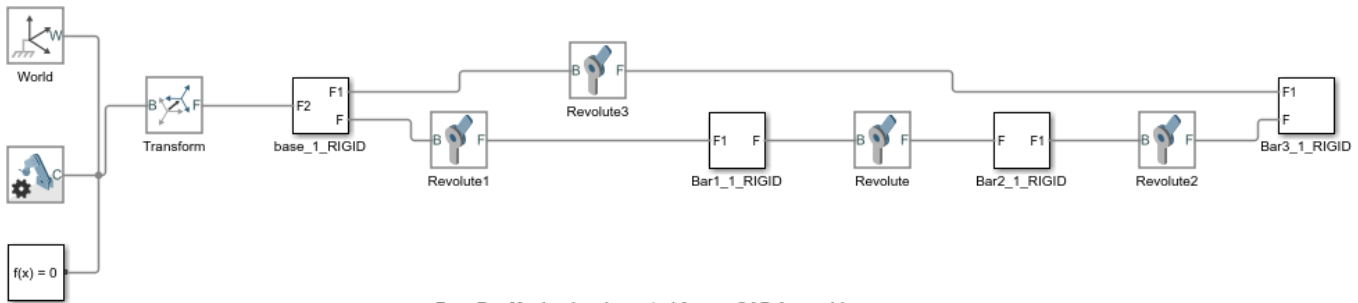 W
World
B
F
Transform
C
f(x) = 0
F2
F1
F
base_1_RIGID
B
F
Revolute3
B
F
Revolute1
F1
F
Bar1_1_RIGID
B
F
Revolute
F
F1
Bar2_1_RIGID
B
F
Revolute2
F1
F
Bar3_1_RIGID